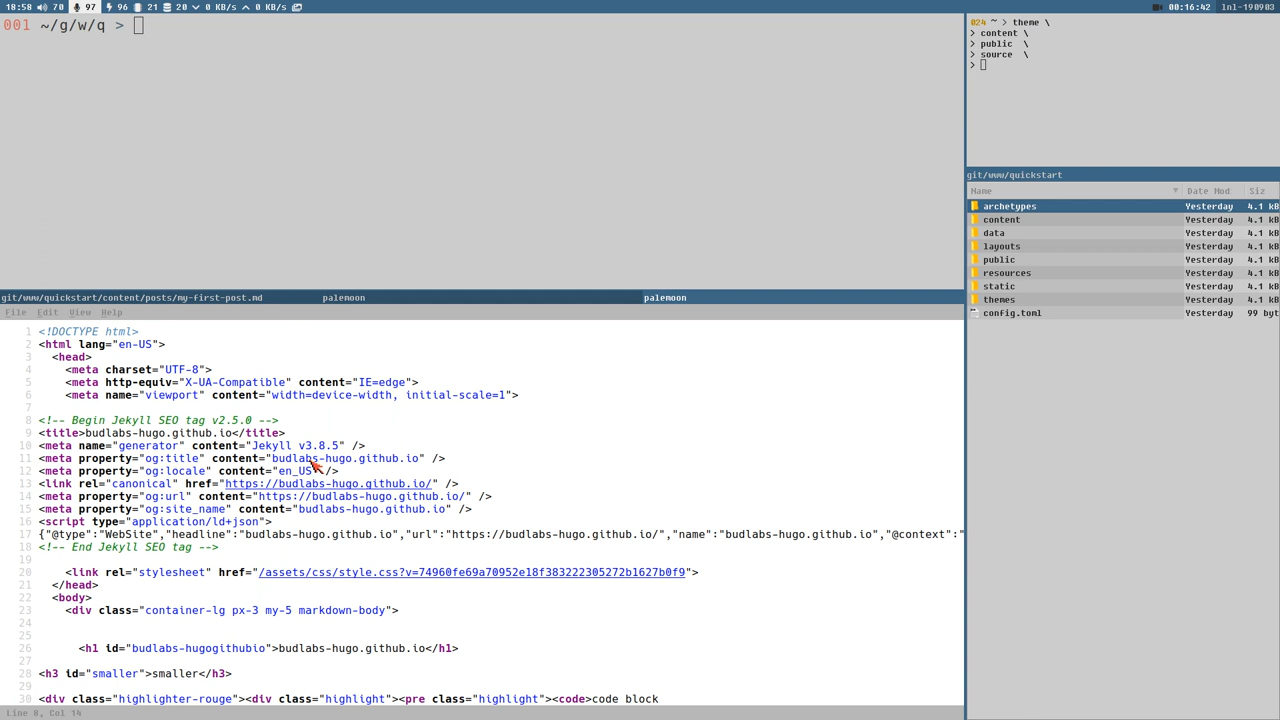 18:58 70 97 96 21 20 0 KB/s 0 KB/s 00:16:42 lnl-190903
001 ~/g/w/q >
024 ~ > theme \
> content \
> public \
> source \
>
git/www/quickstart
Name Date Mod Siz
archetypes Yesterday 4.1 kB
content Yesterday 4.1 kB
data Yesterday 4.1 kB
layouts Yesterday 4.1 kB
public Yesterday 4.1 kB
resources Yesterday 4.1 kB
static Yesterday 4.1 kB
themes Yesterday 4.1 kB
config.toml Yesterday 99 byt
git/www/quickstart/content/posts/my-first-post.md palemoon palemoon
File Edit View Help
1 <!DOCTYPE html>
2 <html lang="en-US">
3 <head>
4 <meta charset="UTF-8">
5 <meta http-equiv="X-UA-Compatible" content="IE=edge">
6 <meta name="viewport" content="width=device-width, initial-scale=1">
7
8 <!-- Begin Jekyll SEO tag v2.5.0 -->
9 <title>budlabs-hugo.github.io</title>
10 <meta name="generator" content="Jekyll v3.8.5" />
11 <meta property="og:title" content="budlabs-hugo.github.io" />
12 <meta property="og:locale" content="en_US" />
13 <link rel="canonical" href="https://budlabs-hugo.github.io/" />
14 <meta property="og:url" content="https://budlabs-hugo.github.io/" />
15 <meta property="og:site_name" content="budlabs-hugo.github.io" />
16 <script type="application/ld+json">
17 {"@type":"WebSite","headline":"budlabs-hugo.github.io","url":"https://budlabs-hugo.github.io/","name":"budlabs-hugo.github.io","@context":"
18 <!-- End Jekyll SEO tag -->
19
20 <link rel="stylesheet" href="/assets/css/style.css?v=74960fe69a70952e18f383222305272b1627b0f9">
21 </head>
22 <body>
23 <div class="container-lg px-3 my-5 markdown-body">
24
25
26 <h1 id="budlabs-hugogithubio">budlabs-hugo.github.io</h1>
27
28 <h3 id="smaller">smaller</h3>
29
30 <div class="highlighter-rouge"><div class="highlight"><pre class="highlight"><code>code block
Line 8, Col 14